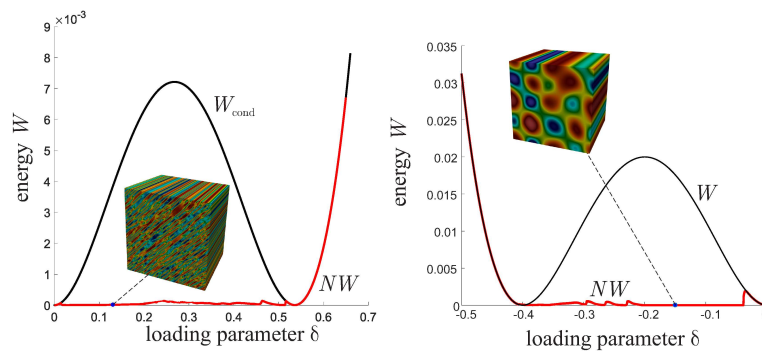 ×10⁻³
9
8
7
6
5
4
3
2
1
0
energy W
W_cond
NW
0 0.1 0.2 0.3 0.4 0.5 0.6 0.7
loading parameter δ
0.035
0.03
0.025
0.02
0.015
0.01
0.005
0
energy W
W
NW
-0.5 -0.4 -0.3 -0.2 -0.1
loading parameter δ